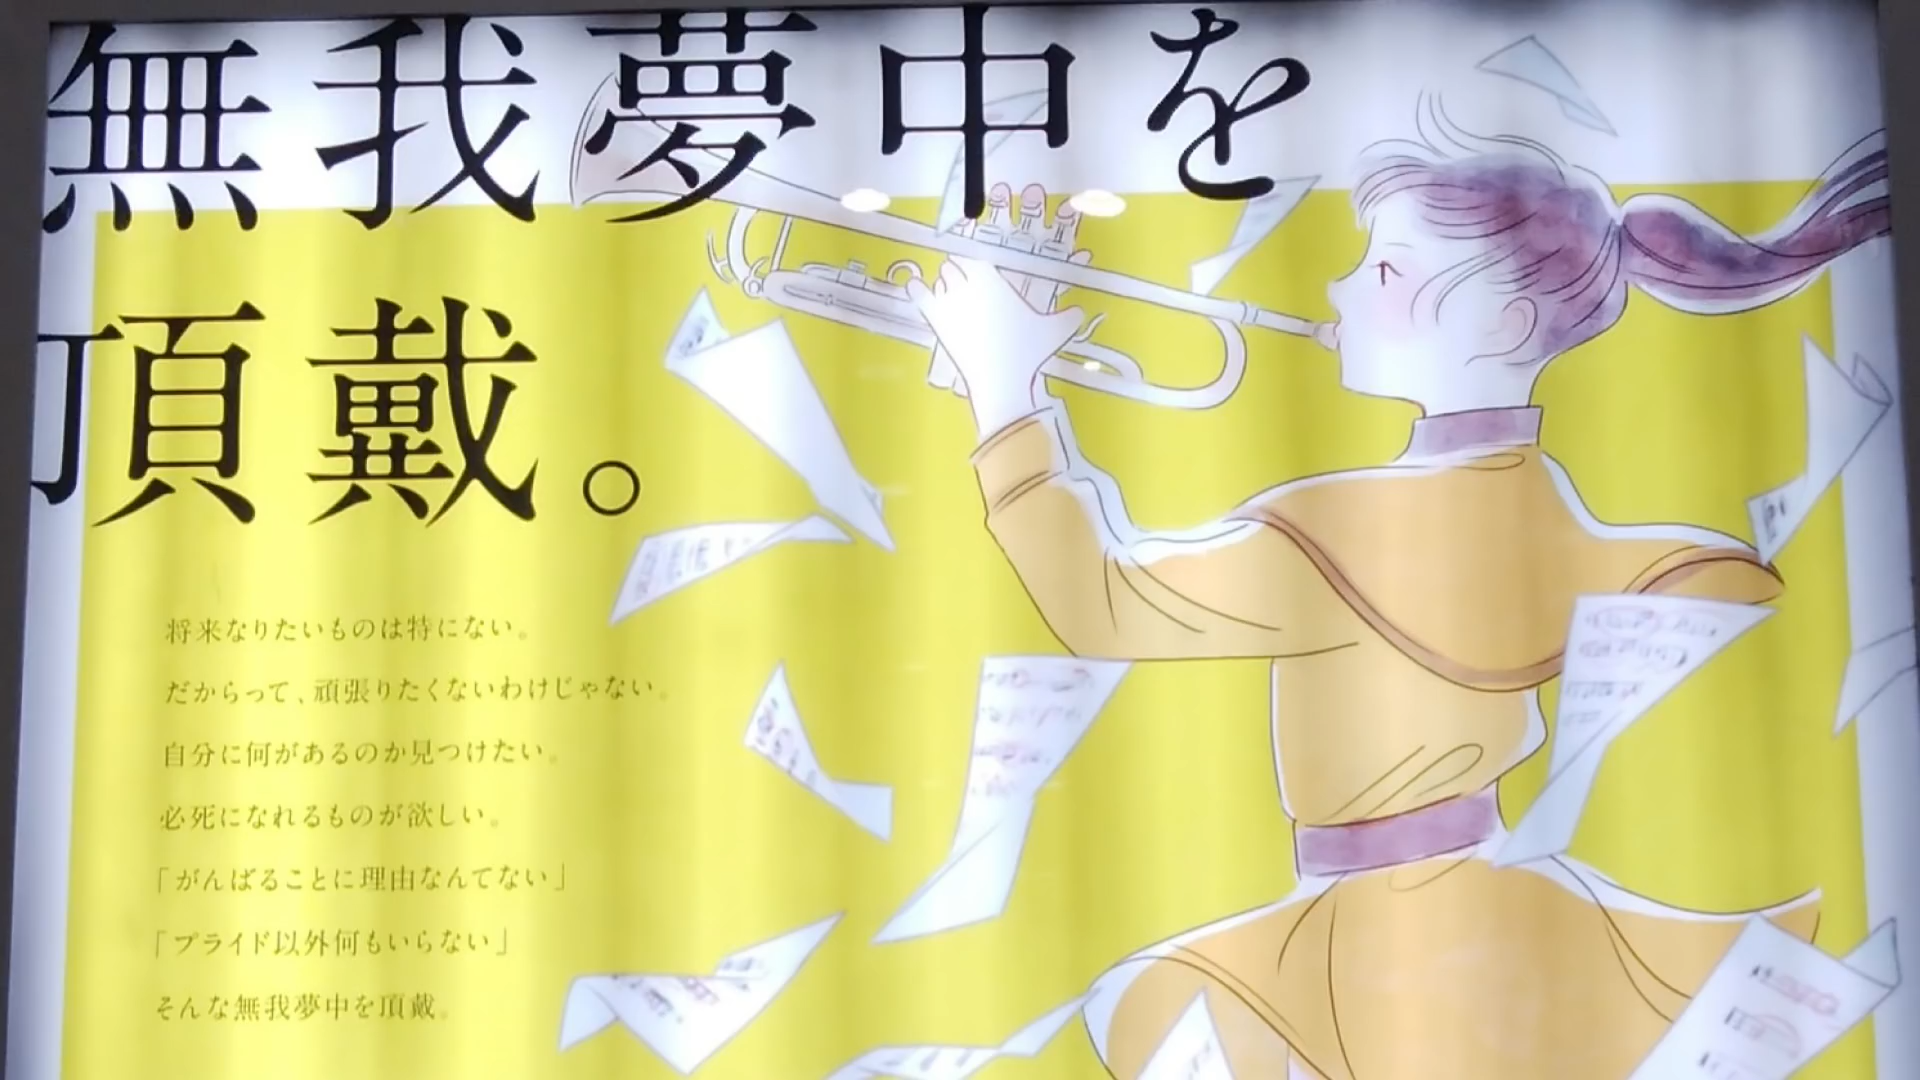 無我夢中を
頂戴。
将来なりたいものは特にない。
だからって、頑張りたくないわけじゃない。
自分に何があるのか見つけたい。
必死になれるものが欲しい。
「がんばることに理由なんてない」
「プライド以外何もいらない」
そんな無我夢中を頂戴。